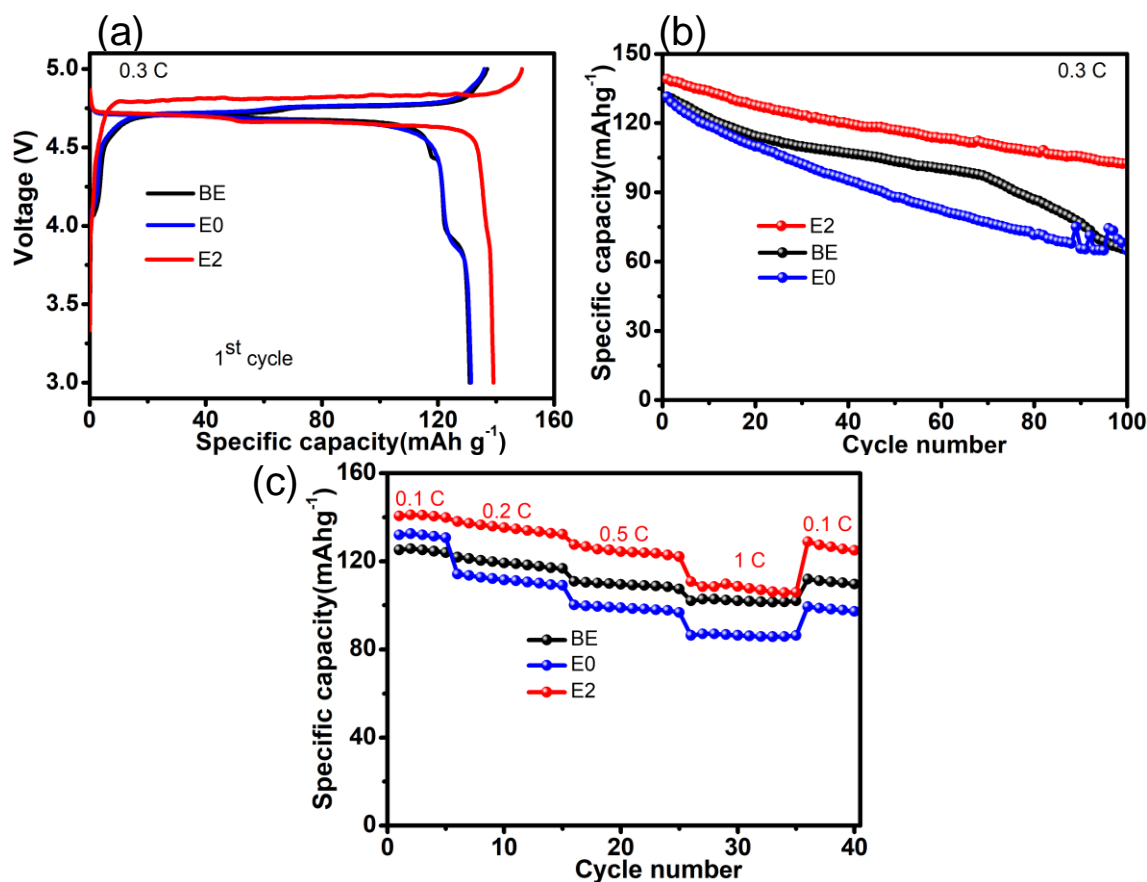 (a)
0.3 C
Voltage (V)
5.0
4.5
4.0
3.5
3.0
BE
E0
E2
1st cycle
0 40 80 120 160
Specific capacity(mAh g-1)
(b)
0.3 C
Specific capacity(mAhg-1)
150
120
90
60
30
0
E2
BE
E0
0 20 40 60 80 100
Cycle number
(c)
Specific capacity(mAhg-1)
160
120
80
40
0
0.1 C
0.2 C
0.5 C
1 C
0.1 C
BE
E0
E2
0 10 20 30 40
Cycle number